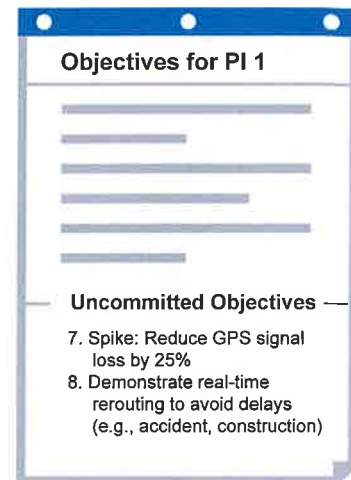 Objectives for PI 1
Uncommitted Objectives
7. Spike: Reduce GPS signal
loss by 25%
8. Demonstrate real-time
rerouting to avoid delays
(e.g., accident, construction)